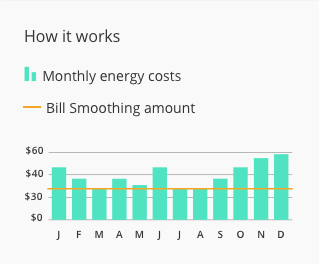 How it works
Monthly energy costs
Bill Smoothing amount
$60
$40
$30
$0
J F M A M J J A S O N D